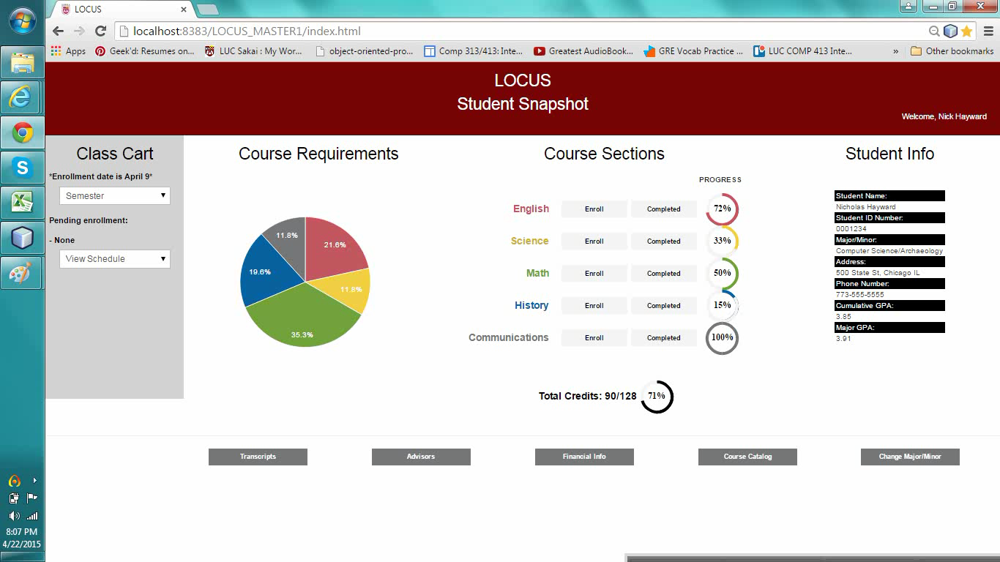 LOCUS
localhost:8383/LOCUS_MASTER1/index.html
Apps
Geek'd: Resumes on...
LUC Sakai : My Wor...
object-oriented-pro...
Comp 313/413: Inte...
Greatest AudioBook...
GRE Vocab Practice ...
LUC COMP 413 Inte...
»
Other bookmarks
LOCUS
Student Snapshot
Welcome, Nick Hayward
Class Cart
*Enrollment date is April 9*
Semester
Pending enrollment:
- None
View Schedule
Course Requirements
11.8%
21.6%
19.6%
11.8%
35.3%
Course Sections
PROGRESS
English Enroll Completed 72%
Science Enroll Completed 33%
Math Enroll Completed 50%
History Enroll Completed 15%
Communications Enroll Completed 100%
Total Credits: 90/128 71%
Student Info
Student Name:
Nicholas Hayward
Student ID Number:
0001234
Major/Minor:
Computer Science/Archaeology
Address:
500 State St, Chicago IL
Phone Number:
773-555-5555
Cumulative GPA:
3.85
Major GPA:
3.91
Transcripts
Advisors
Financial Info
Course Catalog
Change Major/Minor
8:07 PM
4/22/2015